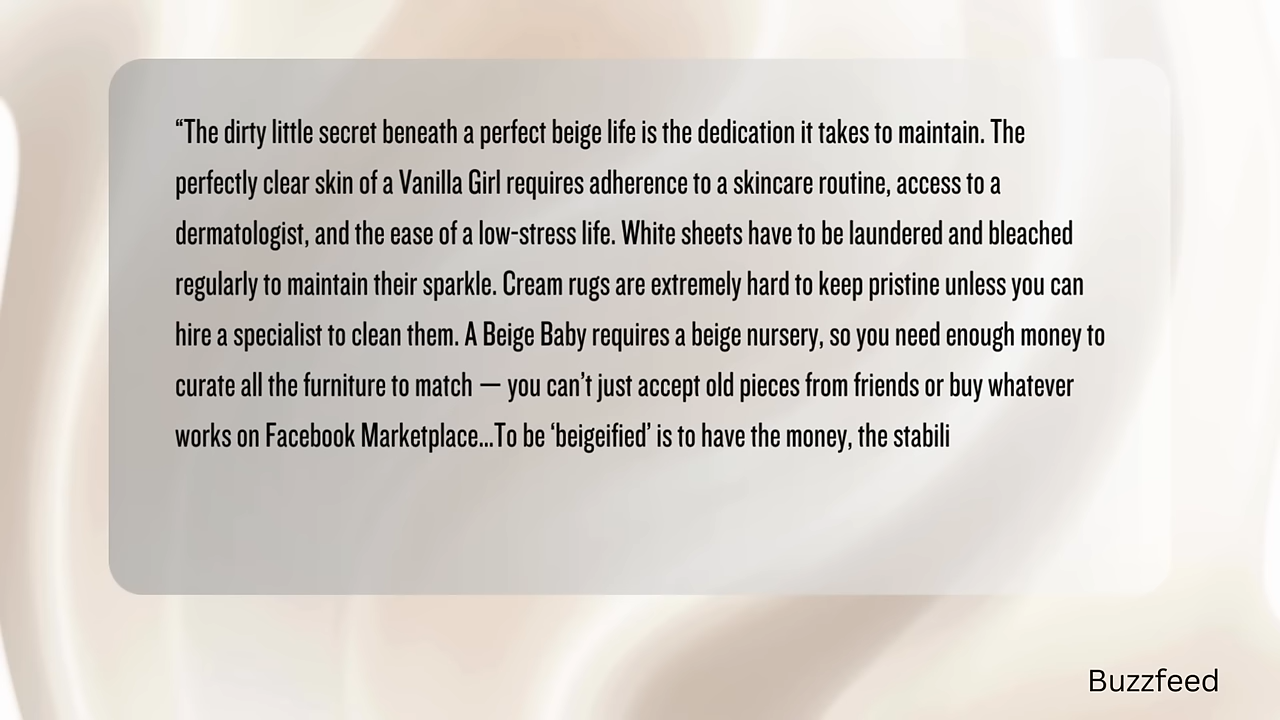 “The dirty little secret beneath a perfect beige life is the dedication it takes to maintain. The
perfectly clear skin of a Vanilla Girl requires adherence to a skincare routine, access to a
dermatologist, and the ease of a low-stress life. White sheets have to be laundered and bleached
regularly to maintain their sparkle. Cream rugs are extremely hard to keep pristine unless you can
hire a specialist to clean them. A Beige Baby requires a beige nursery, so you need enough money to
curate all the furniture to match — you can’t just accept old pieces from friends or buy whatever
works on Facebook Marketplace...To be ‘beigeified’ is to have the money, the stabili
Buzzfeed